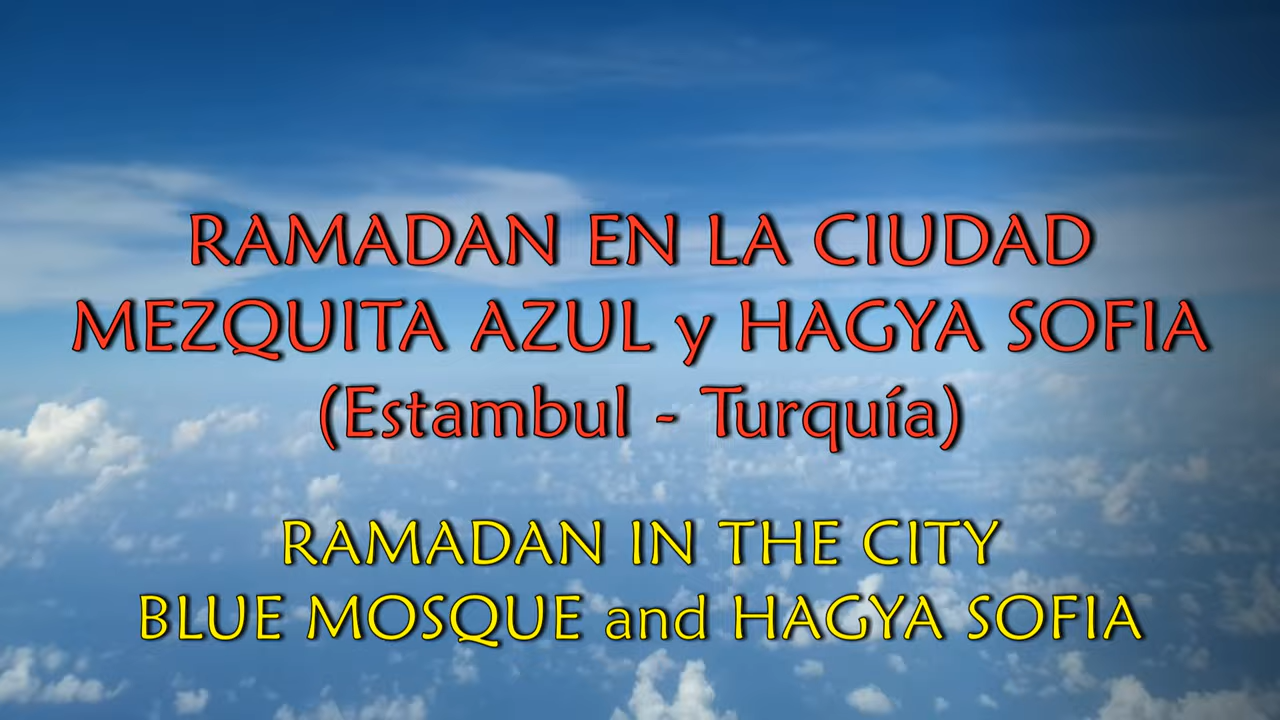 RAMADAN EN LA CIUDAD
MEZQUITA AZUL y HAGYA SOFIA
(Estambul - Turquía)
RAMADAN IN THE CITY
BLUE MOSQUE and HAGYA SOFIA